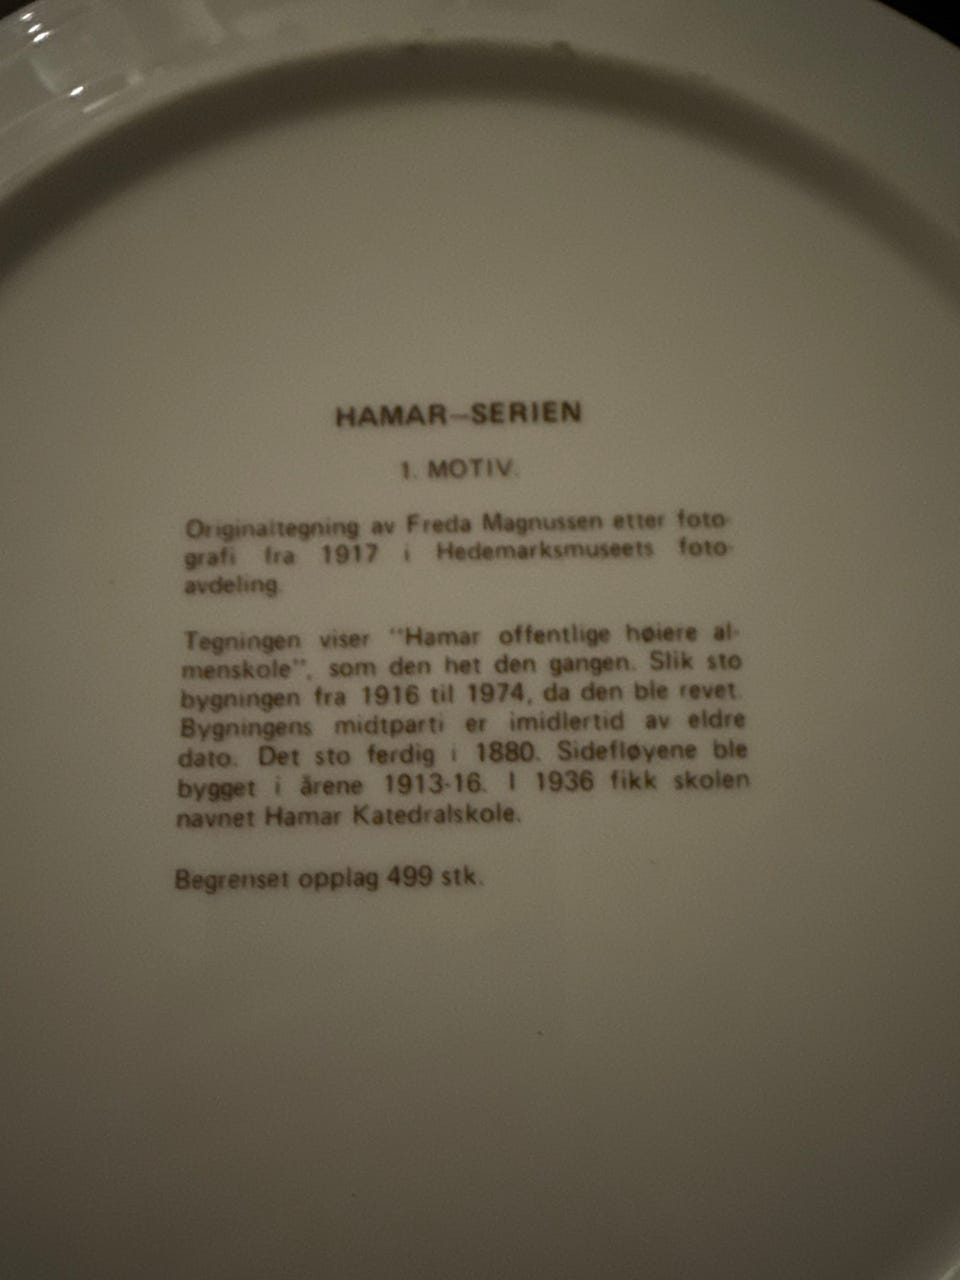 HAMAR—SERIEN
1. MOTIV.
Originaltegning av Freda Magnussen etter foto-
grafi fra 1917 i Hedemarksmuseets foto-
avdeling.
Tegningen viser "Hamar offentlige høiere al-
menskole", som den het den gangen. Slik sto
bygningen fra 1916 til 1974, da den ble revet.
Bygningens midtparti er imidlertid av eldre
dato. Det sto ferdig i 1880. Sidefløyene ble
bygget i årene 1913-16. I 1936 fikk skolen
navnet Hamar Katedralskole.
Begrenset opplag 499 stk.